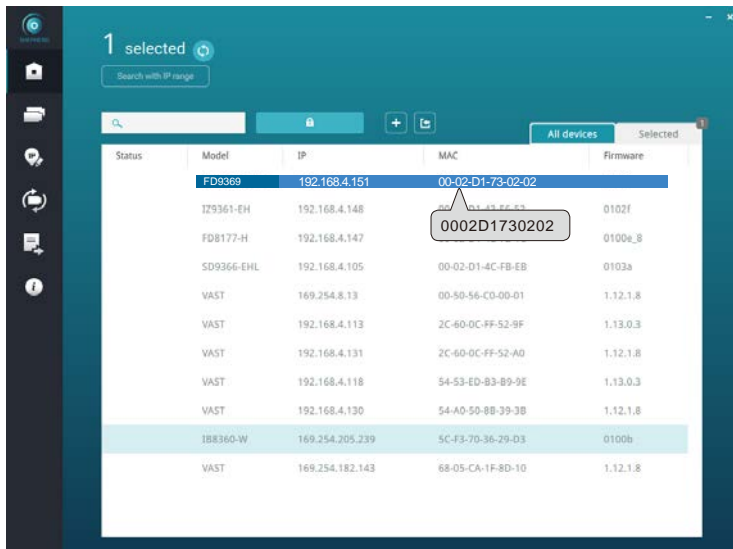 SHEPHERD
1 selected
Search with IP range
All devices Selected 1
Status Model IP MAC Firmware
FD9369 192.168.4.151 00-02-D1-73-02-02
IZ9361-EH 192.168.4.148 0102f
0002D1730202
FD8177-H 192.168.4.147 0100e_8
SD9366-EHL 192.168.4.105 00-02-D1-4C-FB-EB 0103a
VAST 169.254.8.13 00-50-56-C0-00-01 1.12.1.8
VAST 192.168.4.113 2C-60-0C-FF-52-9F 1.13.0.3
VAST 192.168.4.131 2C-60-0C-FF-52-A0 1.12.1.8
VAST 192.168.4.118 54-53-ED-B3-B9-9E 1.13.0.3
VAST 192.168.4.130 54-A0-50-8B-39-3B 1.12.1.8
IB8360-W 169.254.205.239 5C-F3-70-36-29-D3 0100b
VAST 169.254.182.143 68-05-CA-1F-8D-10 1.12.1.8